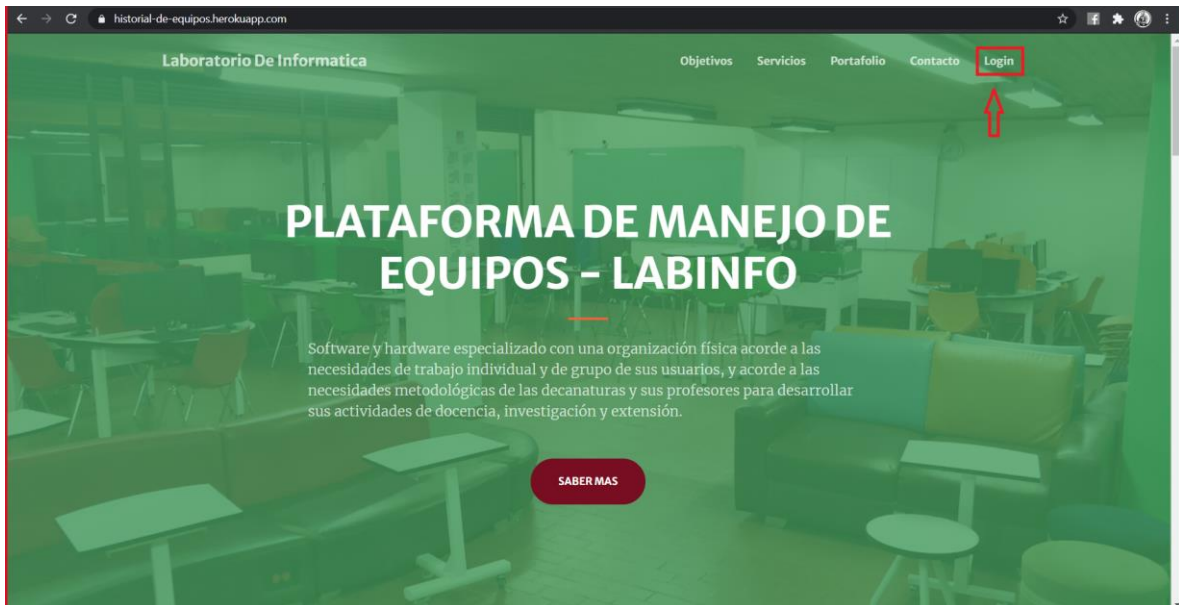 historial-de-equipos.herokuapp.com
Laboratorio De Informatica
Objetivos Servicios Portafolio Contacto Login
PLATAFORMA DE MANEJO DE
EQUIPOS - LABINFO
Software y hardware especializado con una organización física acorde a las
necesidades de trabajo individual y de grupo de sus usuarios, y acorde a las
necesidades metodológicas de las decanaturas y sus profesores para desarrollar
sus actividades de docencia, investigación y extensión.
SABER MAS